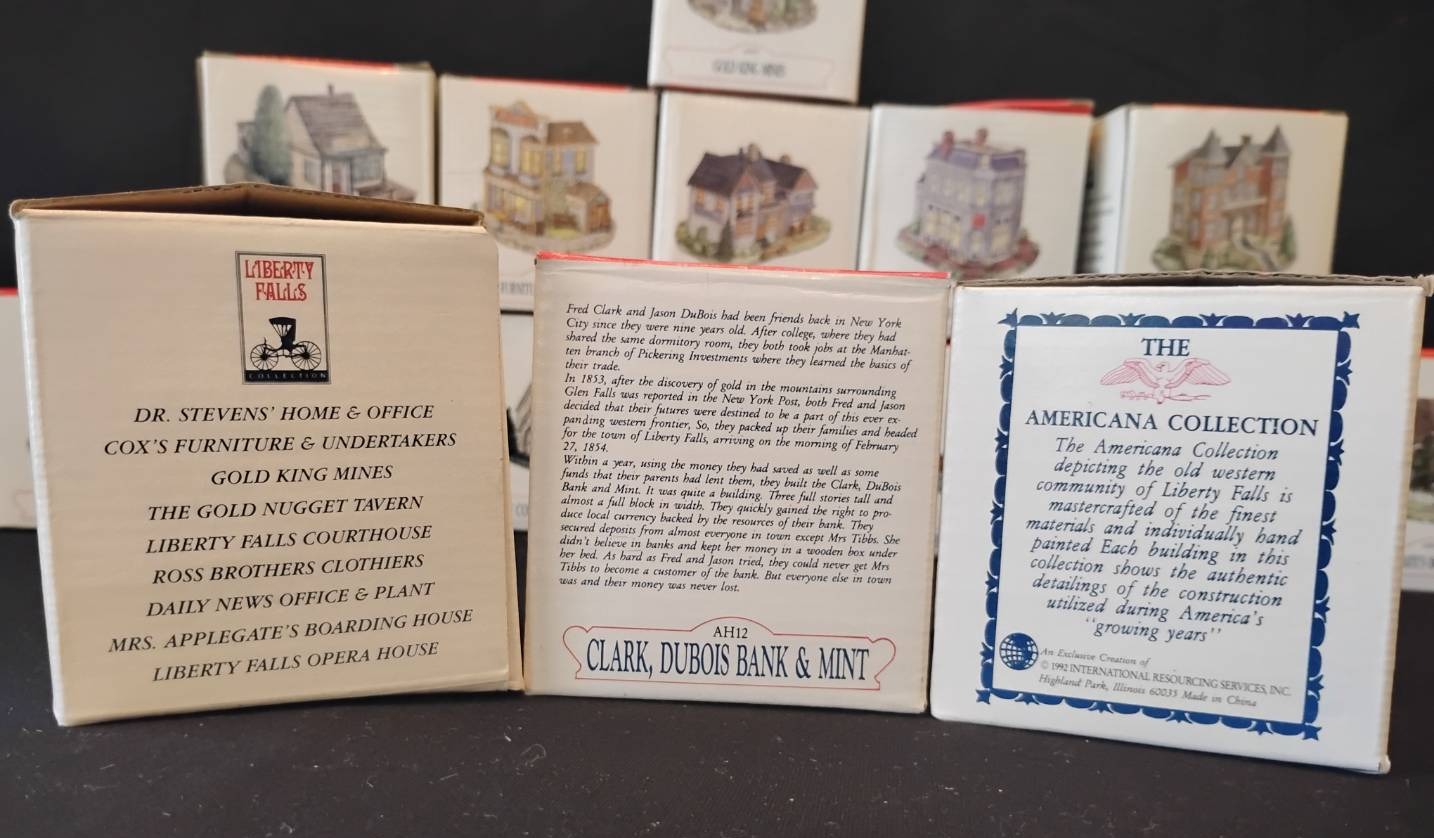 GOLD KING MINES
LIBERTY
FALLS
COLLECTION
DR. STEVENS' HOME & OFFICE
COX'S FURNITURE & UNDERTAKERS
GOLD KING MINES
THE GOLD NUGGET TAVERN
LIBERTY FALLS COURTHOUSE
ROSS BROTHERS CLOTHIERS
DAILY NEWS OFFICE & PLANT
MRS. APPLEGATE'S BOARDING HOUSE
LIBERTY FALLS OPERA HOUSE
Fred Clark and Jason DuBois had been friends back in New York
City since they were nine years old. After college, where they had
shared the same dormitory room, they both took jobs at the Manhat-
ten branch of Pickering Investments where they learned the basics of
their trade.
In 1853, after the discovery of gold in the mountains surrounding
Glen Falls was reported in the New York Post, both Fred and Jason
decided that their futures were destined to be a part of this ever ex-
panding western frontier, So, they packed up their families and headed
for the town of Liberty Falls, arriving on the morning of February
27, 1854.
Within a year, using the money they had saved as well as some
funds that their parents had lent them, they built the Clark, DuBois
Bank and Mint. It was quite a building. Three full stories tall and
almost a full block in width. They quickly gained the right to pro-
duce local currency backed by the resources of their bank. They
secured deposits from almost everyone in town except Mrs Tibbs. She
didn't believe in banks and kept her money in a wooden box under
her bed. As hard as Fred and Jason tried, they could never get Mrs
Tibbs to become a customer of the bank. But everyone else in town
was and their money was never lost.
AH12
CLARK, DUBOIS BANK & MINT
THE
AMERICANA COLLECTION
The Americana Collection
depicting the old western
community of Liberty Falls is
mastercrafted of the finest
materials and individually hand
painted Each building in this
collection shows the authentic
detailings of the construction
utilized during America's
"growing years"
An Exclusive Creation of
© 1992 INTERNATIONAL RESOURCING SERVICES, INC.
Highland Park, Illinois 60035 Made in China